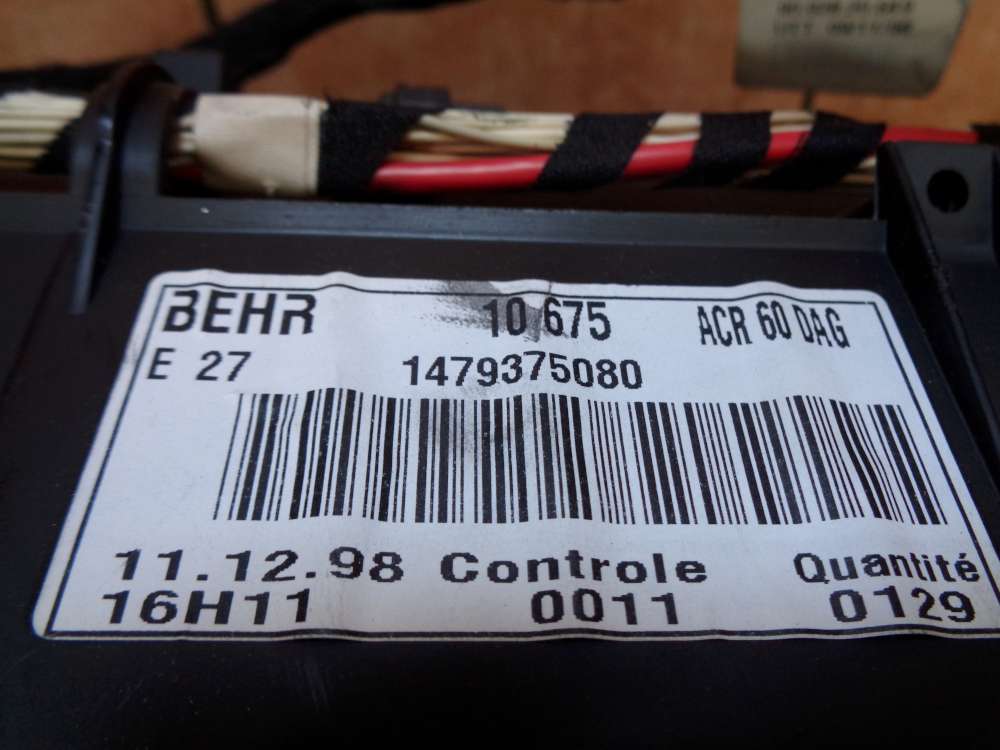 BEHR 10 675 ACR 60 DAG
E 27 1479375080
11.12.98 Controle Quantité
16H11 0011 0129